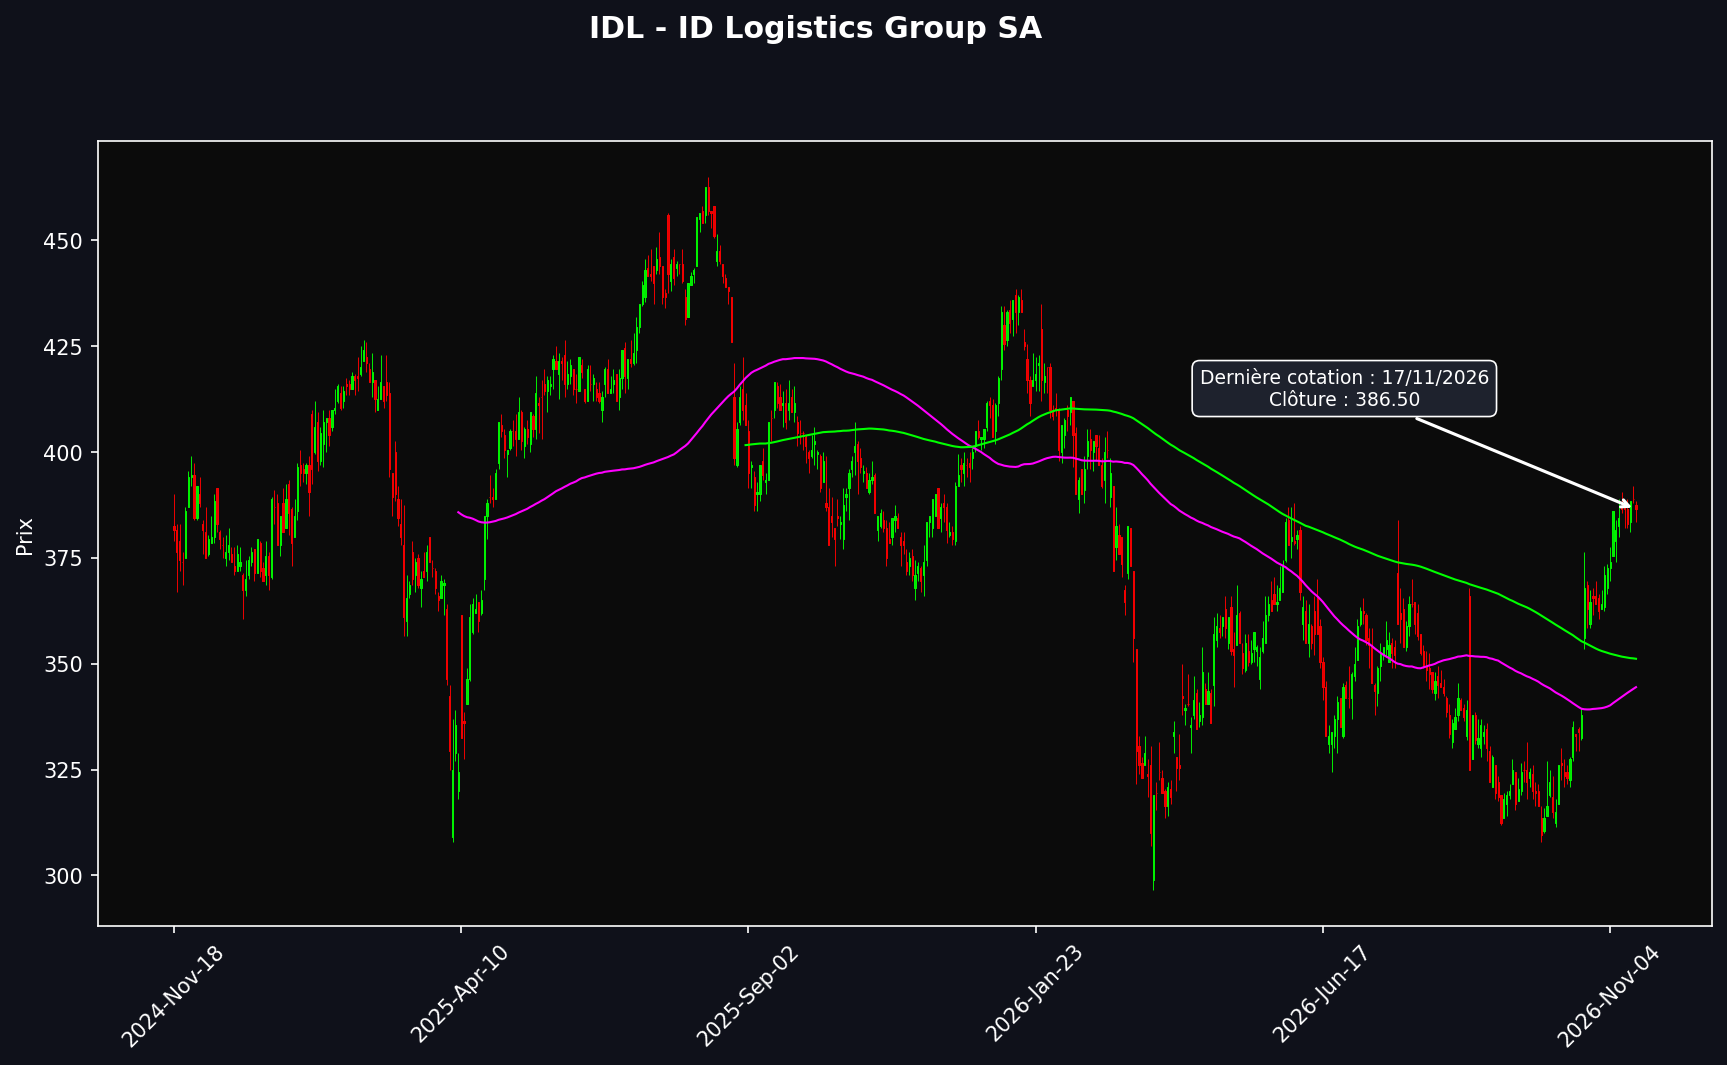 IDL - ID Logistics Group SA
Prix
450
425
400
375
350
325
300
Dernière cotation : 17/11/2026
Clôture : 386.50
2024-Nov-18
2025-Apr-10
2025-Sep-02
2026-Jan-23
2026-Jun-17
2026-Nov-04